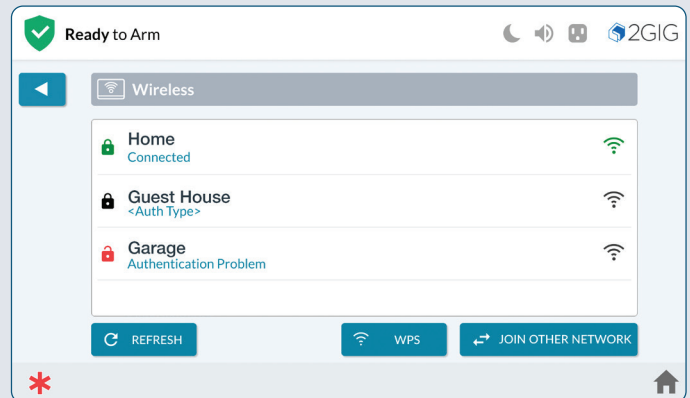 Ready to Arm
2GIG
Wireless
Home
Connected
Guest House
<Auth Type>
Garage
Authentication Problem
REFRESH
WPS
JOIN OTHER NETWORK